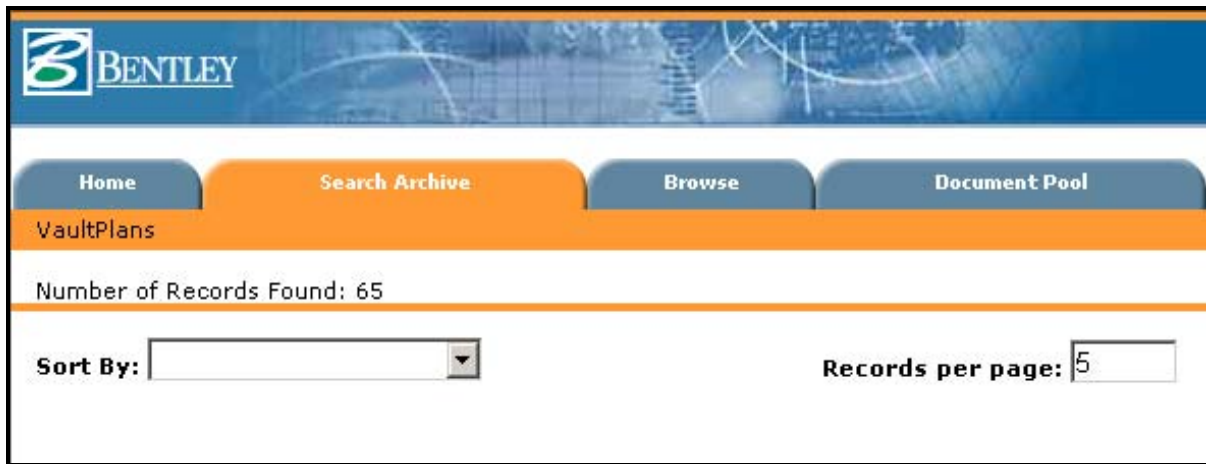 BENTLEY
Home Search Archive Browse Document Pool
VaultPlans
Number of Records Found: 65
Sort By: Records per page: 5